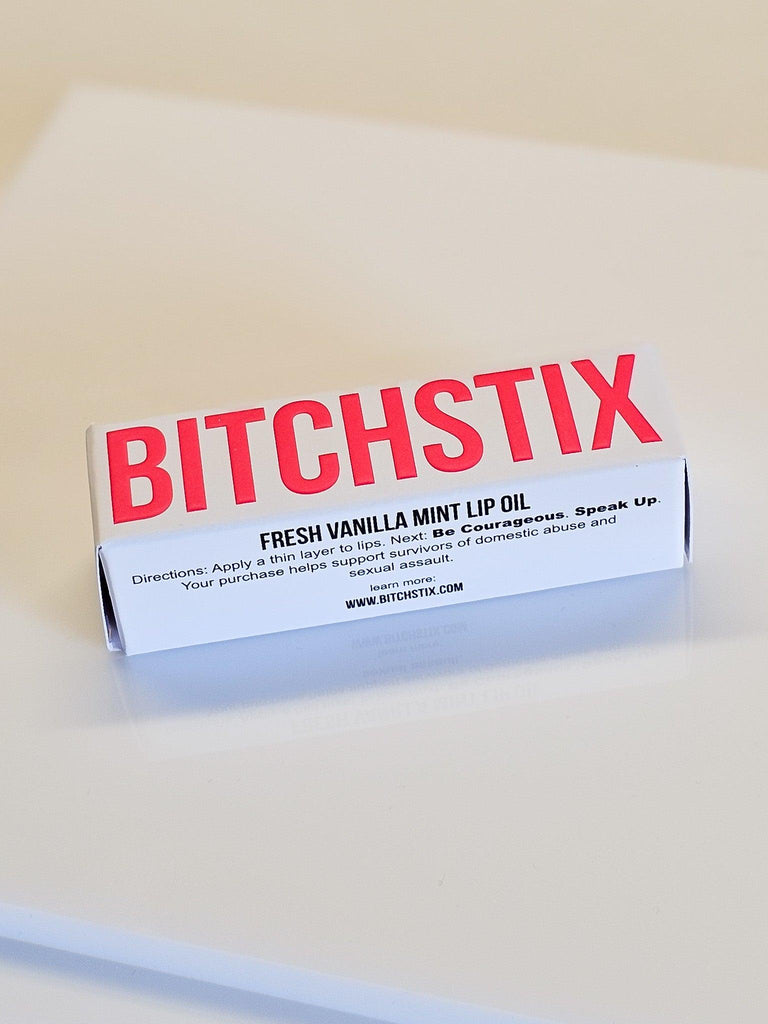 BITCHSTIX
FRESH VANILLA MINT LIP OIL
Directions: Apply a thin layer to lips. Next: Be Courageous. Speak Up.
Your purchase helps support survivors of domestic abuse and
sexual assault.
learn more:
WWW.BITCHSTIX.COM